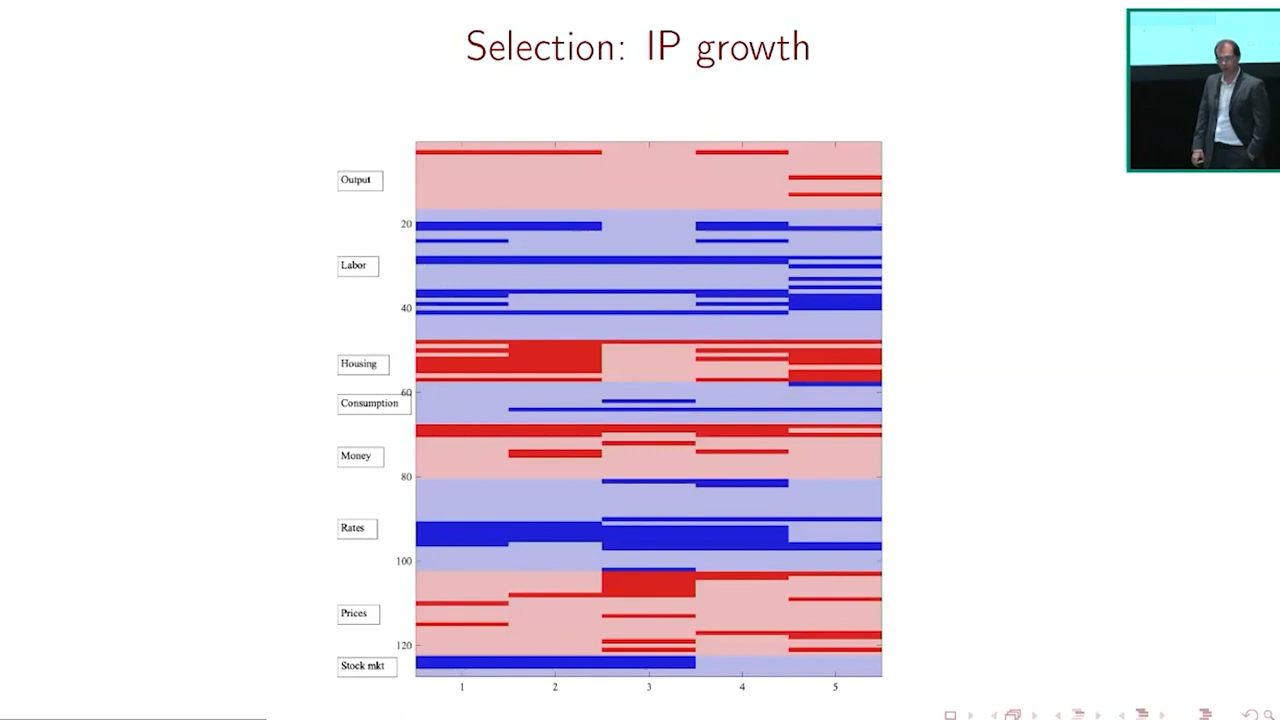 Selection: IP growth
Output
20
Labor
40
Housing
60
Consumption
Money
80
Rates
100
Prices
120
Stock mkt
1 2 3 4 5